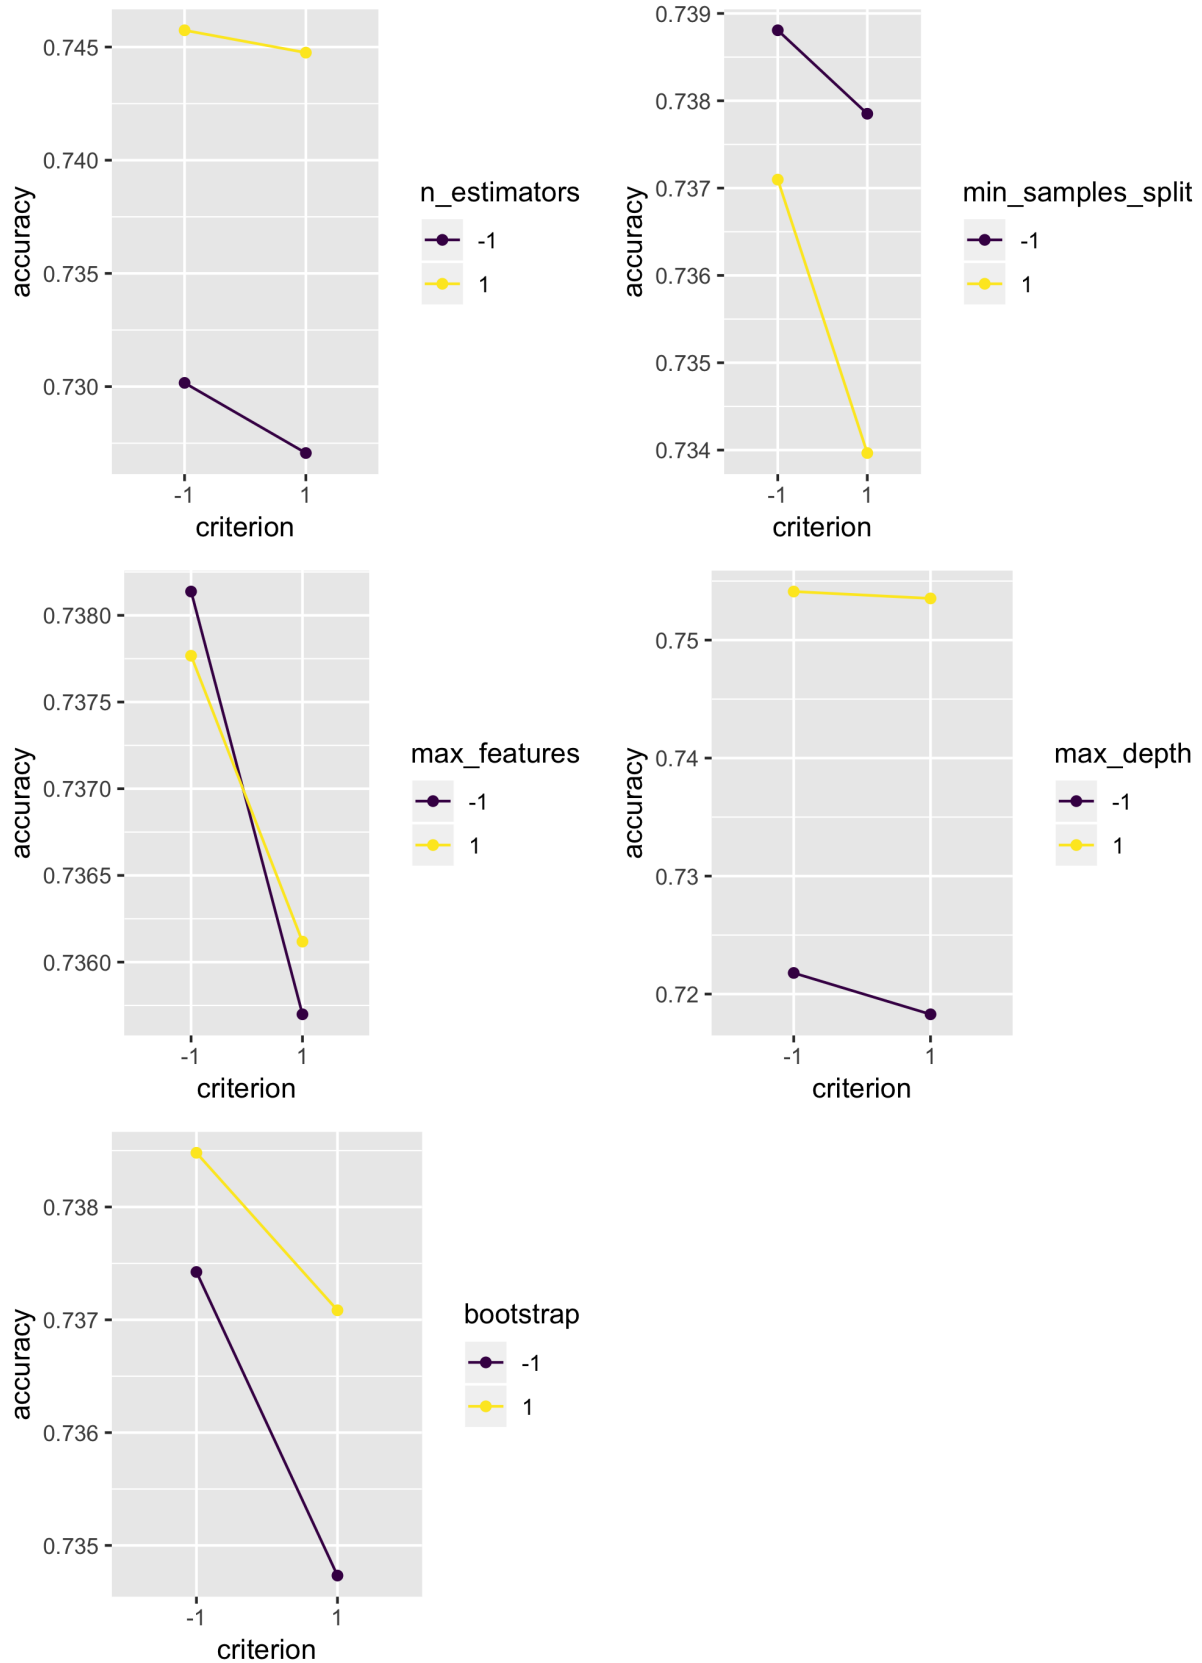 0.745
0.740
0.735
0.730
accuracy
-1
1
criterion
n_estimators
-1
1
0.739
0.738
0.737
0.736
0.735
0.734
accuracy
-1
1
criterion
min_samples_split
-1
1
0.7380
0.7375
0.7370
0.7365
0.7360
accuracy
-1
1
criterion
max_features
-1
1
0.75
0.74
0.73
0.72
accuracy
-1
1
criterion
max_depth
-1
1
0.738
0.737
0.736
0.735
accuracy
-1
1
criterion
bootstrap
-1
1